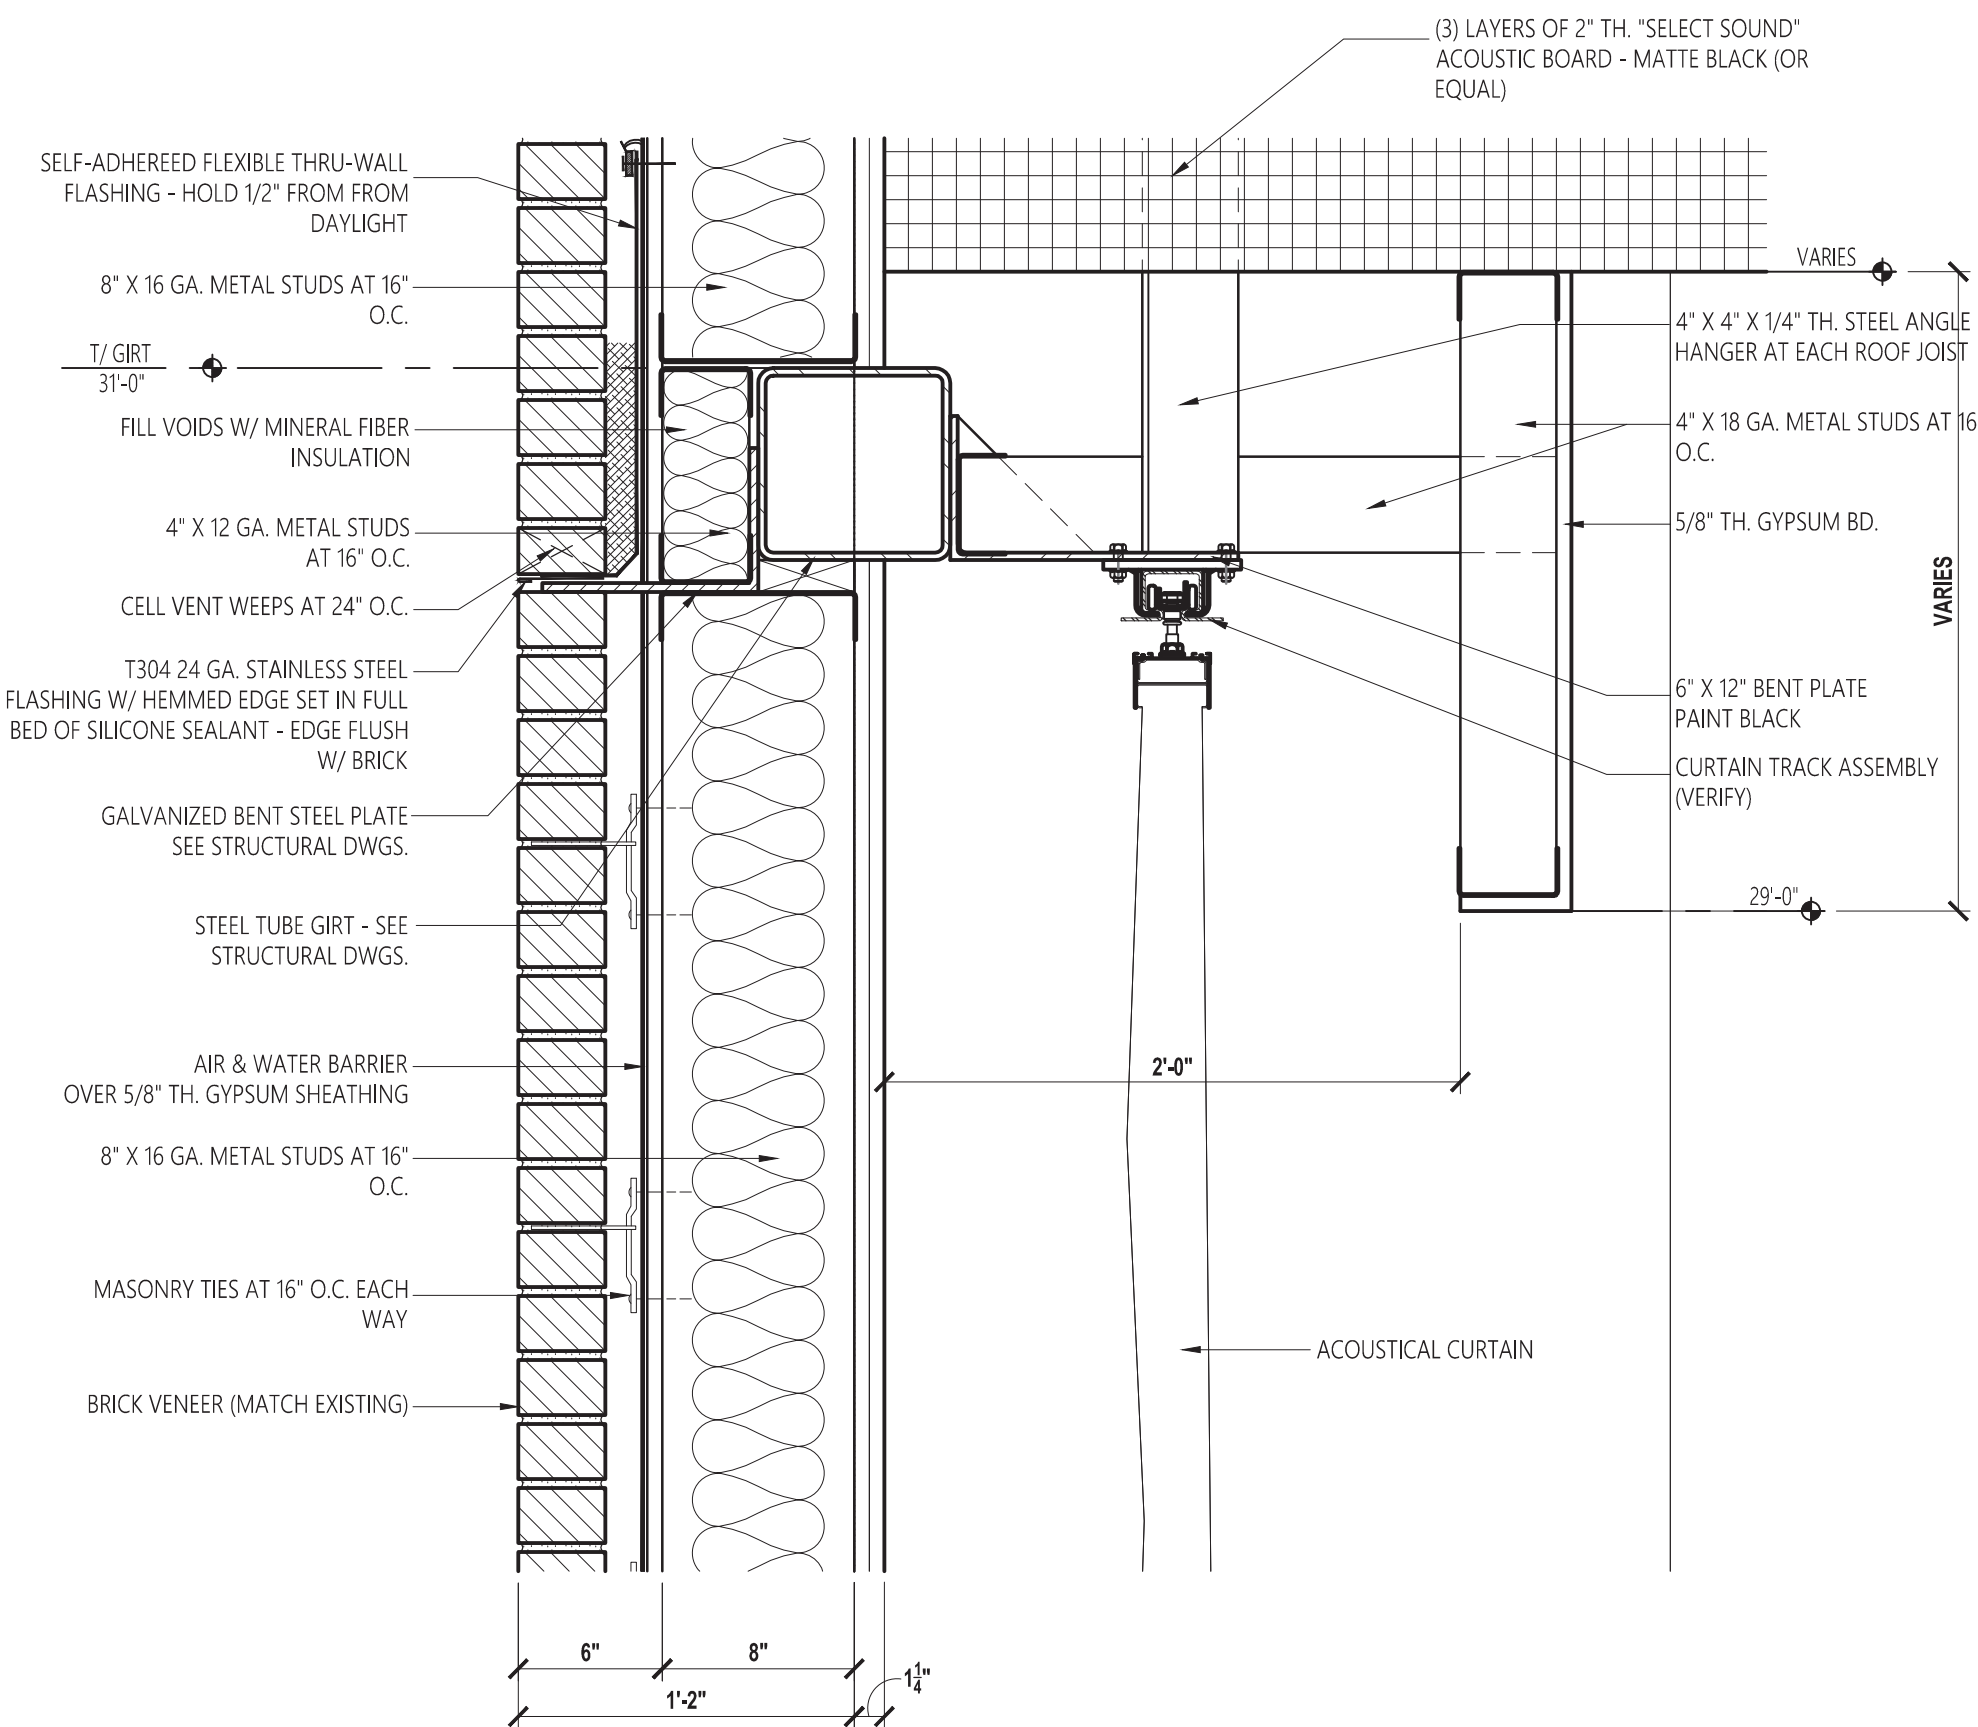 (3) LAYERS OF 2" TH. "SELECT SOUND"
ACOUSTIC BOARD - MATTE BLACK (OR
EQUAL)
SELF-ADHEREED FLEXIBLE THRU-WALL
FLASHING - HOLD 1/2" FROM FROM
DAYLIGHT
8" X 16 GA. METAL STUDS AT 16"
O.C.
T/ GIRT
31'-0"
FILL VOIDS W/ MINERAL FIBER
INSULATION
4" X 12 GA. METAL STUDS
AT 16" O.C.
CELL VENT WEEPS AT 24" O.C.
T304 24 GA. STAINLESS STEEL
FLASHING W/ HEMMED EDGE SET IN FULL
BED OF SILICONE SEALANT - EDGE FLUSH
W/ BRICK
GALVANIZED BENT STEEL PLATE
SEE STRUCTURAL DWGS.
STEEL TUBE GIRT - SEE
STRUCTURAL DWGS.
AIR & WATER BARRIER
OVER 5/8" TH. GYPSUM SHEATHING
8" X 16 GA. METAL STUDS AT 16"
O.C.
MASONRY TIES AT 16" O.C. EACH
WAY
BRICK VENEER (MATCH EXISTING)
VARIES
4" X 4" X 1/4" TH. STEEL ANGLE
HANGER AT EACH ROOF JOIST
4" X 18 GA. METAL STUDS AT 16
O.C.
5/8" TH. GYPSUM BD.
VARIES
6" X 12" BENT PLATE
PAINT BLACK
CURTAIN TRACK ASSEMBLY
(VERIFY)
29'-0"
2'-0"
ACOUSTICAL CURTAIN
6"
8"
1'-2"
1 1/4"